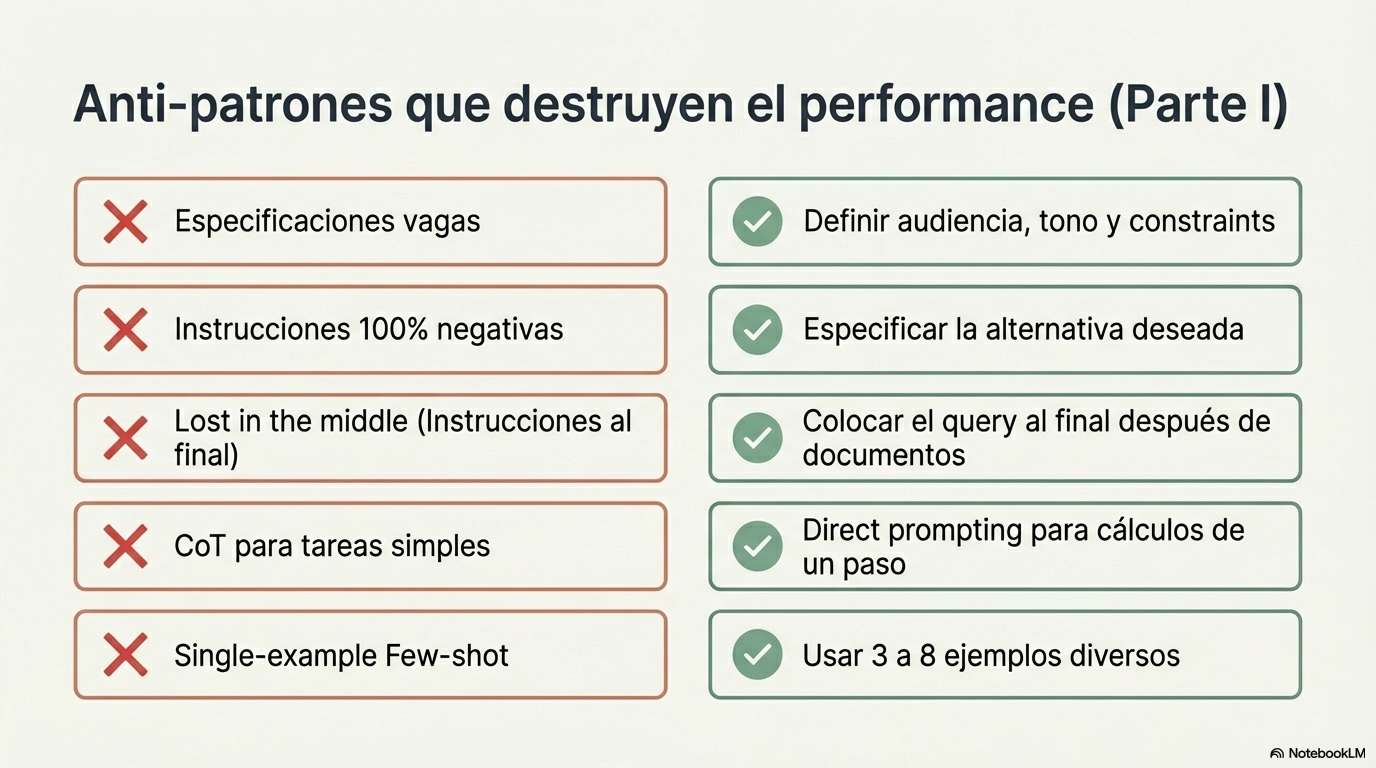 Anti-patrones que destruyen el performance (Parte I)
Especificaciones vagas
Definir audiencia, tono y constraints
Instrucciones 100% negativas
Especificar la alternativa deseada
Lost in the middle (Instrucciones al
final)
Colocar el query al final después de
documentos
CoT para tareas simples
Direct prompting para cálculos de
un paso
Single-example Few-shot
Usar 3 a 8 ejemplos diversos
NotebookLM